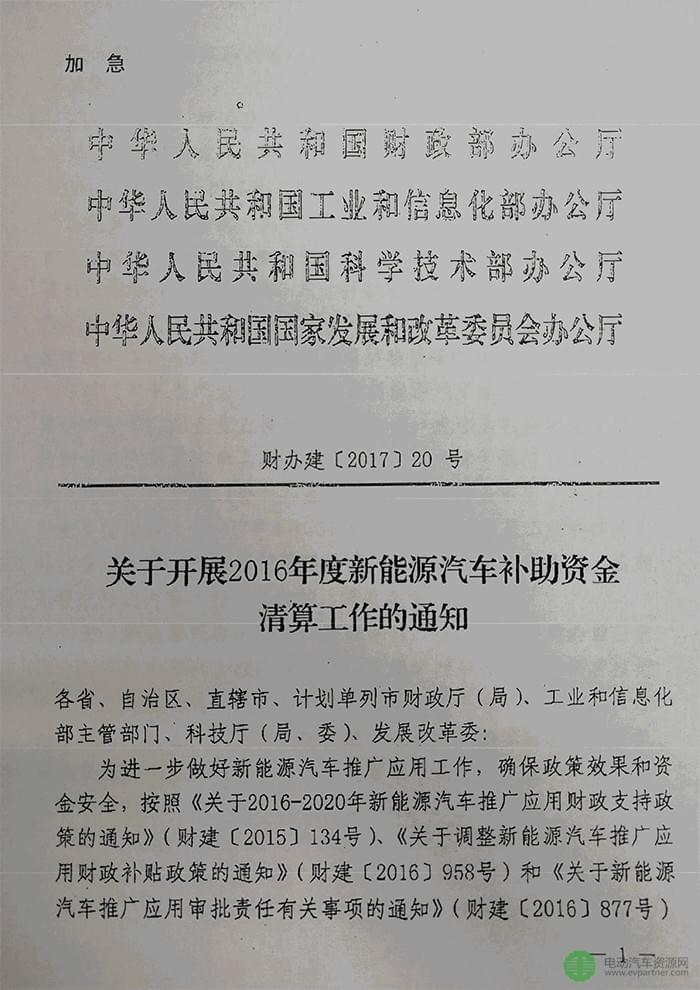 加 急
中华人民共和国财政部办公厅
中华人民共和国工业和信息化部办公厅
中华人民共和国科学技术部办公厅
中华人民共和国国家发展和改革委员会办公厅
财办建〔2017〕20 号
关于开展2016年度新能源汽车补助资金
清算工作的通知
各省、自治区、直辖市、计划单列市财政厅（局）、工业和信息化
部主管部门、科技厅（局、委）、发展改革委：
为进一步做好新能源汽车推广应用工作，确保政策效果和资
金安全，按照《关于2016-2020年新能源汽车推广应用财政支持政
策的通知》（财建〔2015〕134号）、《关于调整新能源汽车推广应
用财政补贴政策的通知》（财建〔2016〕958号）和《关于新能源
汽车推广应用审批责任有关事项的通知》（财建〔2016〕877号）
— 1 —
电动汽车资源网
www.evpartner.com